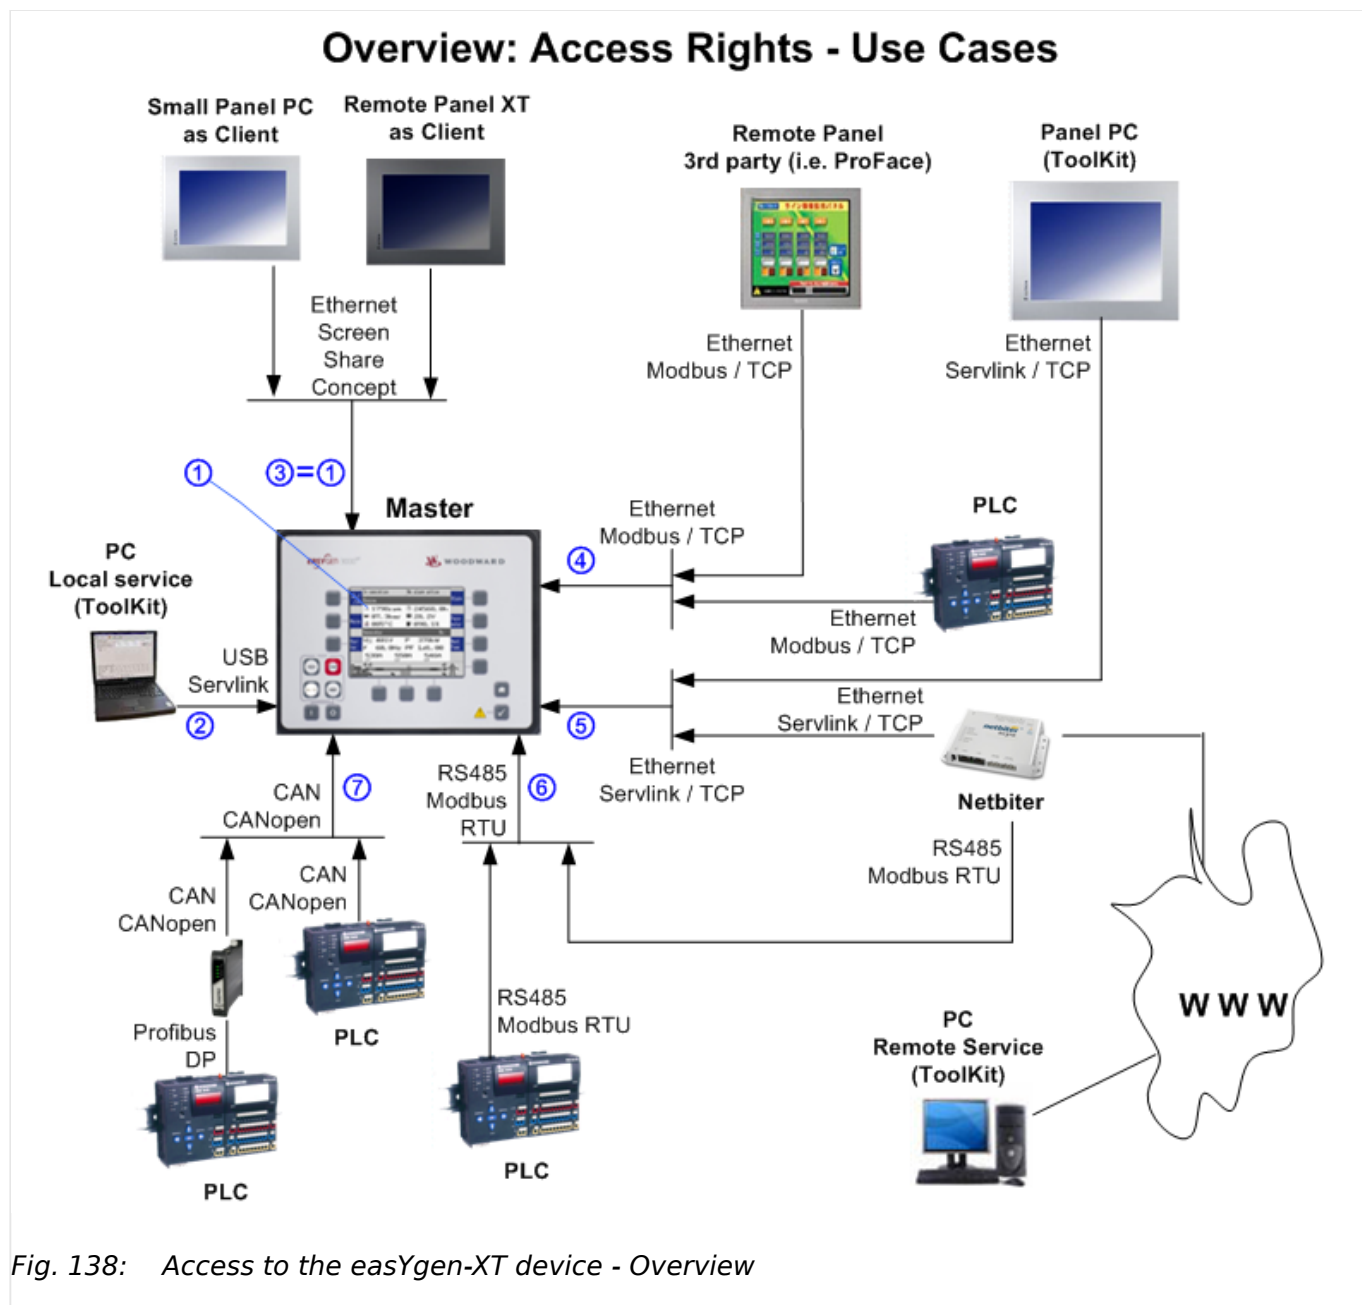 Overview: Access Rights - Use Cases
Small Panel PC
as Client
Remote Panel XT
as Client
Remote Panel
3rd party (i.e. ProFace)
Panel PC
(ToolKit)
Ethernet
Screen
Share
Concept
Ethernet
Modbus / TCP
Ethernet
Servlink / TCP
1
3=1
Master
WOODWARD
Ethernet
Modbus / TCP
4
PLC
PC
Local service
(ToolKit)
Ethernet
Modbus / TCP
USB
Servlink
2
5
Ethernet
Servlink / TCP
Ethernet
Servlink / TCP
netbiter
Netbiter
7
CAN
CANopen
RS485
Modbus
RTU
6
RS485
Modbus RTU
CAN
CANopen
CAN
CANopen
PLC
RS485
Modbus RTU
Profibus
DP
PLC
PLC
WWW
PC
Remote Service
(ToolKit)
Fig. 138: Access to the easYgen-XT device - Overview